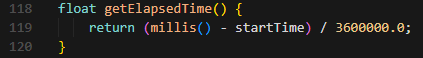 118 float getElapsedTime() {
119     return (millis() - startTime) / 3600000.0;
120 }